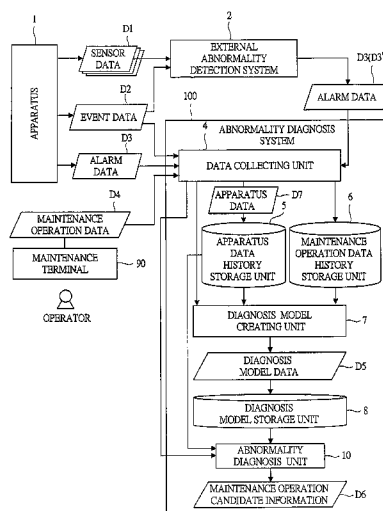 1
APPARATUS
D1
SENSOR DATA
2
EXTERNAL
ABNORMALITY
DETECTION SYSTEM
D2
EVENT DATA
D3
ALARM DATA
D3(D3')
ALARM DATA
100
ABNORMALITY DIAGNOSIS
SYSTEM
4
DATA COLLECTING UNIT
D4
MAINTENANCE
OPERATION DATA
MAINTENANCE
TERMINAL
90
OPERATOR
APPARATUS
DATA
D7
5
APPARATUS
DATA
HISTORY
STORAGE UNIT
6
MAINTENANCE
OPERATION DATA
HISTORY
STORAGE UNIT
DIAGNOSIS MODEL
CREATING UNIT
7
DIAGNOSIS
MODEL DATA
D5
DIAGNOSIS
MODEL STORAGE UNIT
8
ABNORMALITY
DIAGNOSIS UNIT
10
MAINTENANCE OPERATION
CANDIDATE INFORMATION
D6